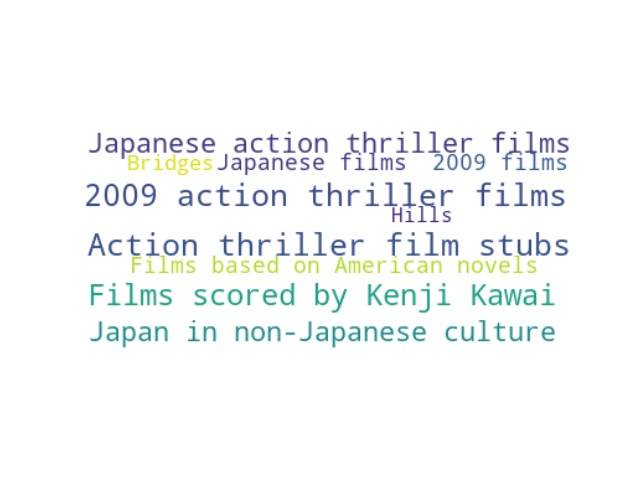 Japanese action thriller films
Bridges Japanese films 2009 films
2009 action thriller films
Hills
Action thriller film stubs
Films based on American novels
Films scored by Kenji Kawai
Japan in non-Japanese culture